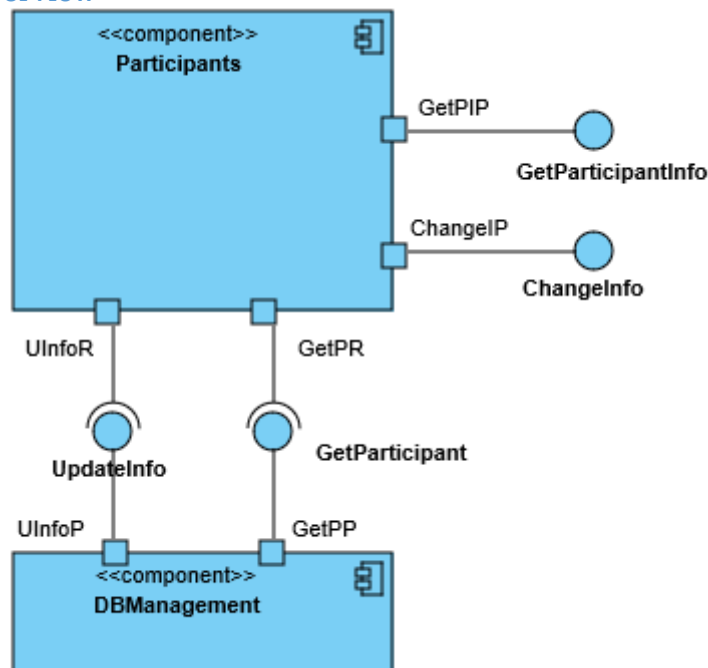 <<component>>
Participants
GetPIP
GetParticipantInfo
ChangeIP
ChangeInfo
UInfoR
GetPR
UpdateInfo
GetParticipant
UInfoP
GetPP
<<component>>
DBManagement